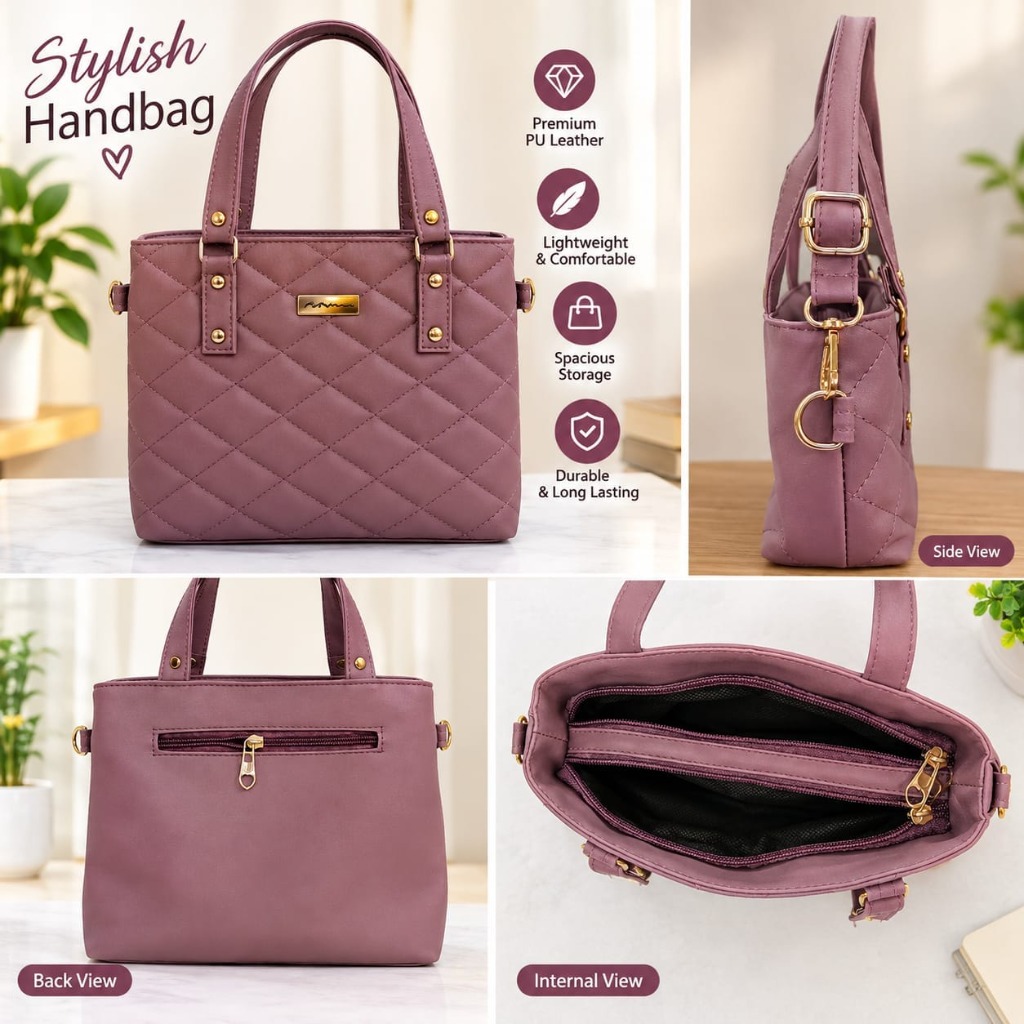 Stylish
Handbag
Premium
PU Leather
Lightweight
& Comfortable
Spacious
Storage
Durable
& Long Lasting
Side View
Back View
Internal View